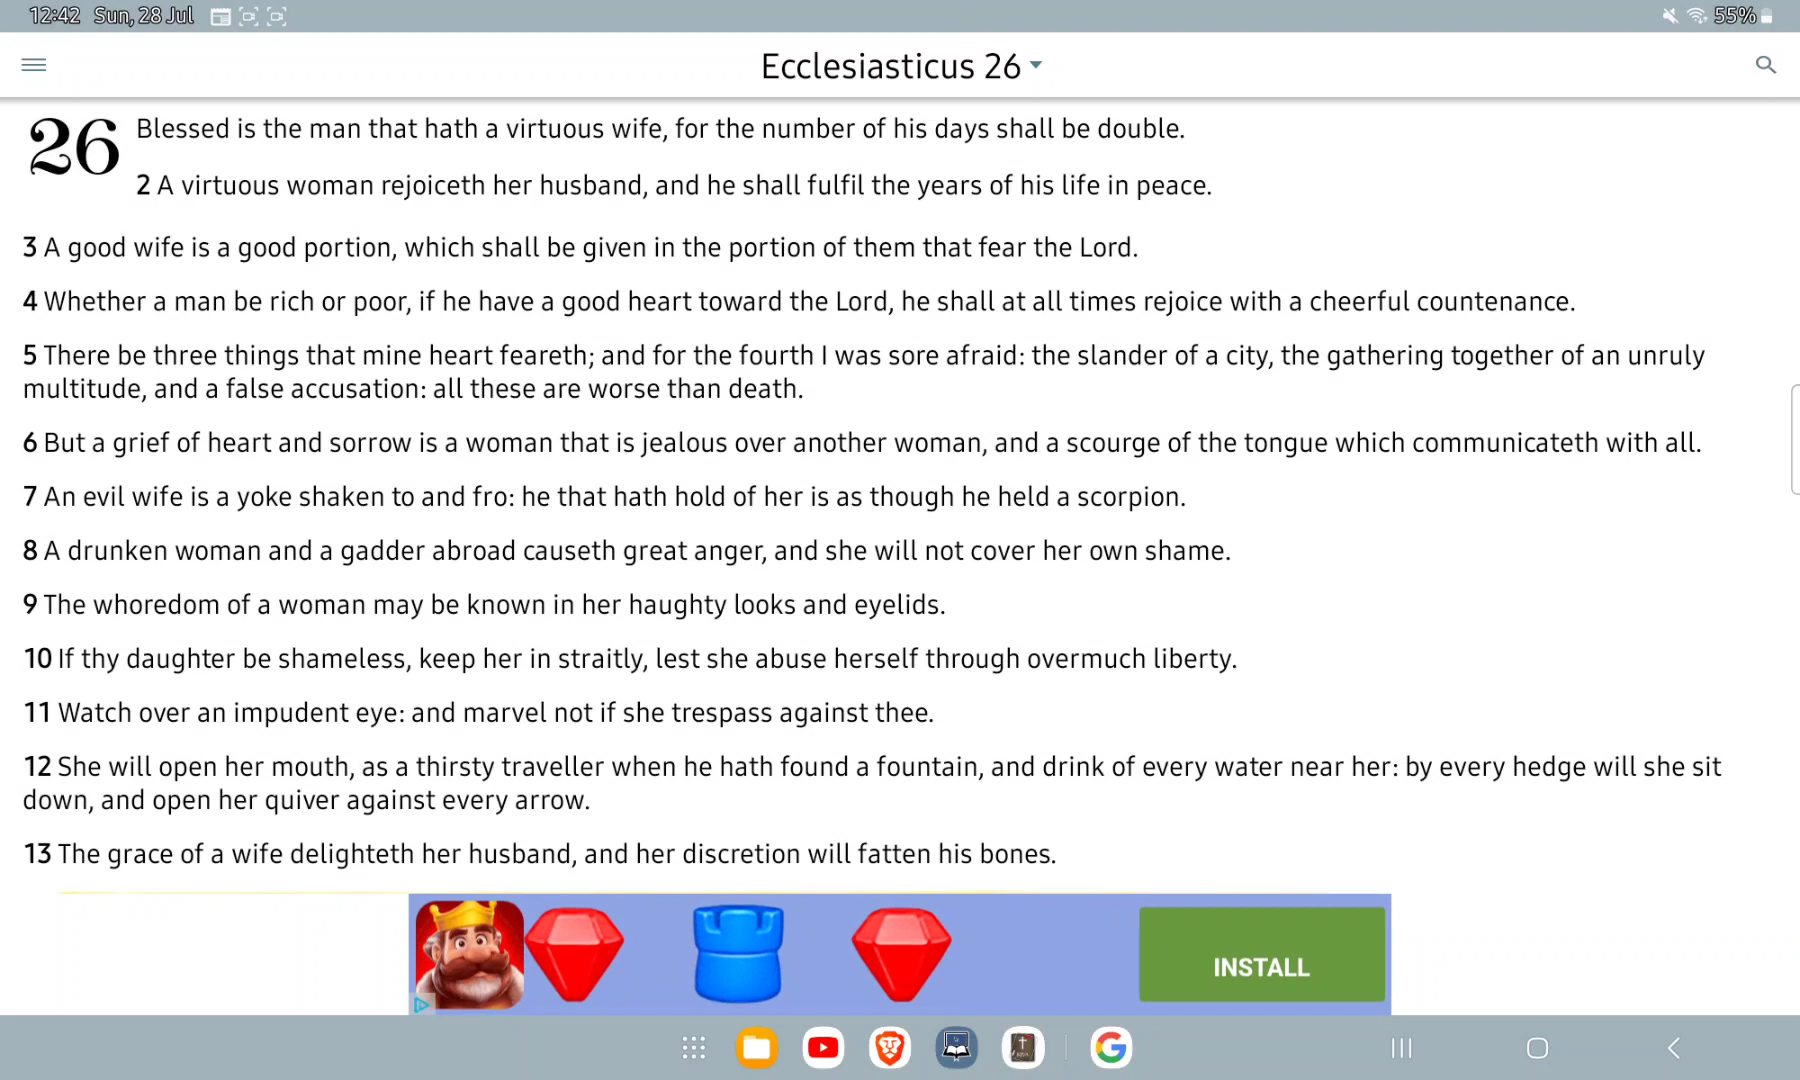 12:42 Sun, 28 Jul
55%
Ecclesiasticus 26
26 Blessed is the man that hath a virtuous wife, for the number of his days shall be double.
2 A virtuous woman rejoiceth her husband, and he shall fulfil the years of his life in peace.
3 A good wife is a good portion, which shall be given in the portion of them that fear the Lord.
4 Whether a man be rich or poor, if he have a good heart toward the Lord, he shall at all times rejoice with a cheerful countenance.
5 There be three things that mine heart feareth; and for the fourth I was sore afraid: the slander of a city, the gathering together of an unruly
multitude, and a false accusation: all these are worse than death.
6 But a grief of heart and sorrow is a woman that is jealous over another woman, and a scourge of the tongue which communicateth with all.
7 An evil wife is a yoke shaken to and fro: he that hath hold of her is as though he held a scorpion.
8 A drunken woman and a gadder abroad causeth great anger, and she will not cover her own shame.
9 The whoredom of a woman may be known in her haughty looks and eyelids.
10 If thy daughter be shameless, keep her in straitly, lest she abuse herself through overmuch liberty.
11 Watch over an impudent eye: and marvel not if she trespass against thee.
12 She will open her mouth, as a thirsty traveller when he hath found a fountain, and drink of every water near her: by every hedge will she sit
down, and open her quiver against every arrow.
13 The grace of a wife delighteth her husband, and her discretion will fatten his bones.
INSTALL